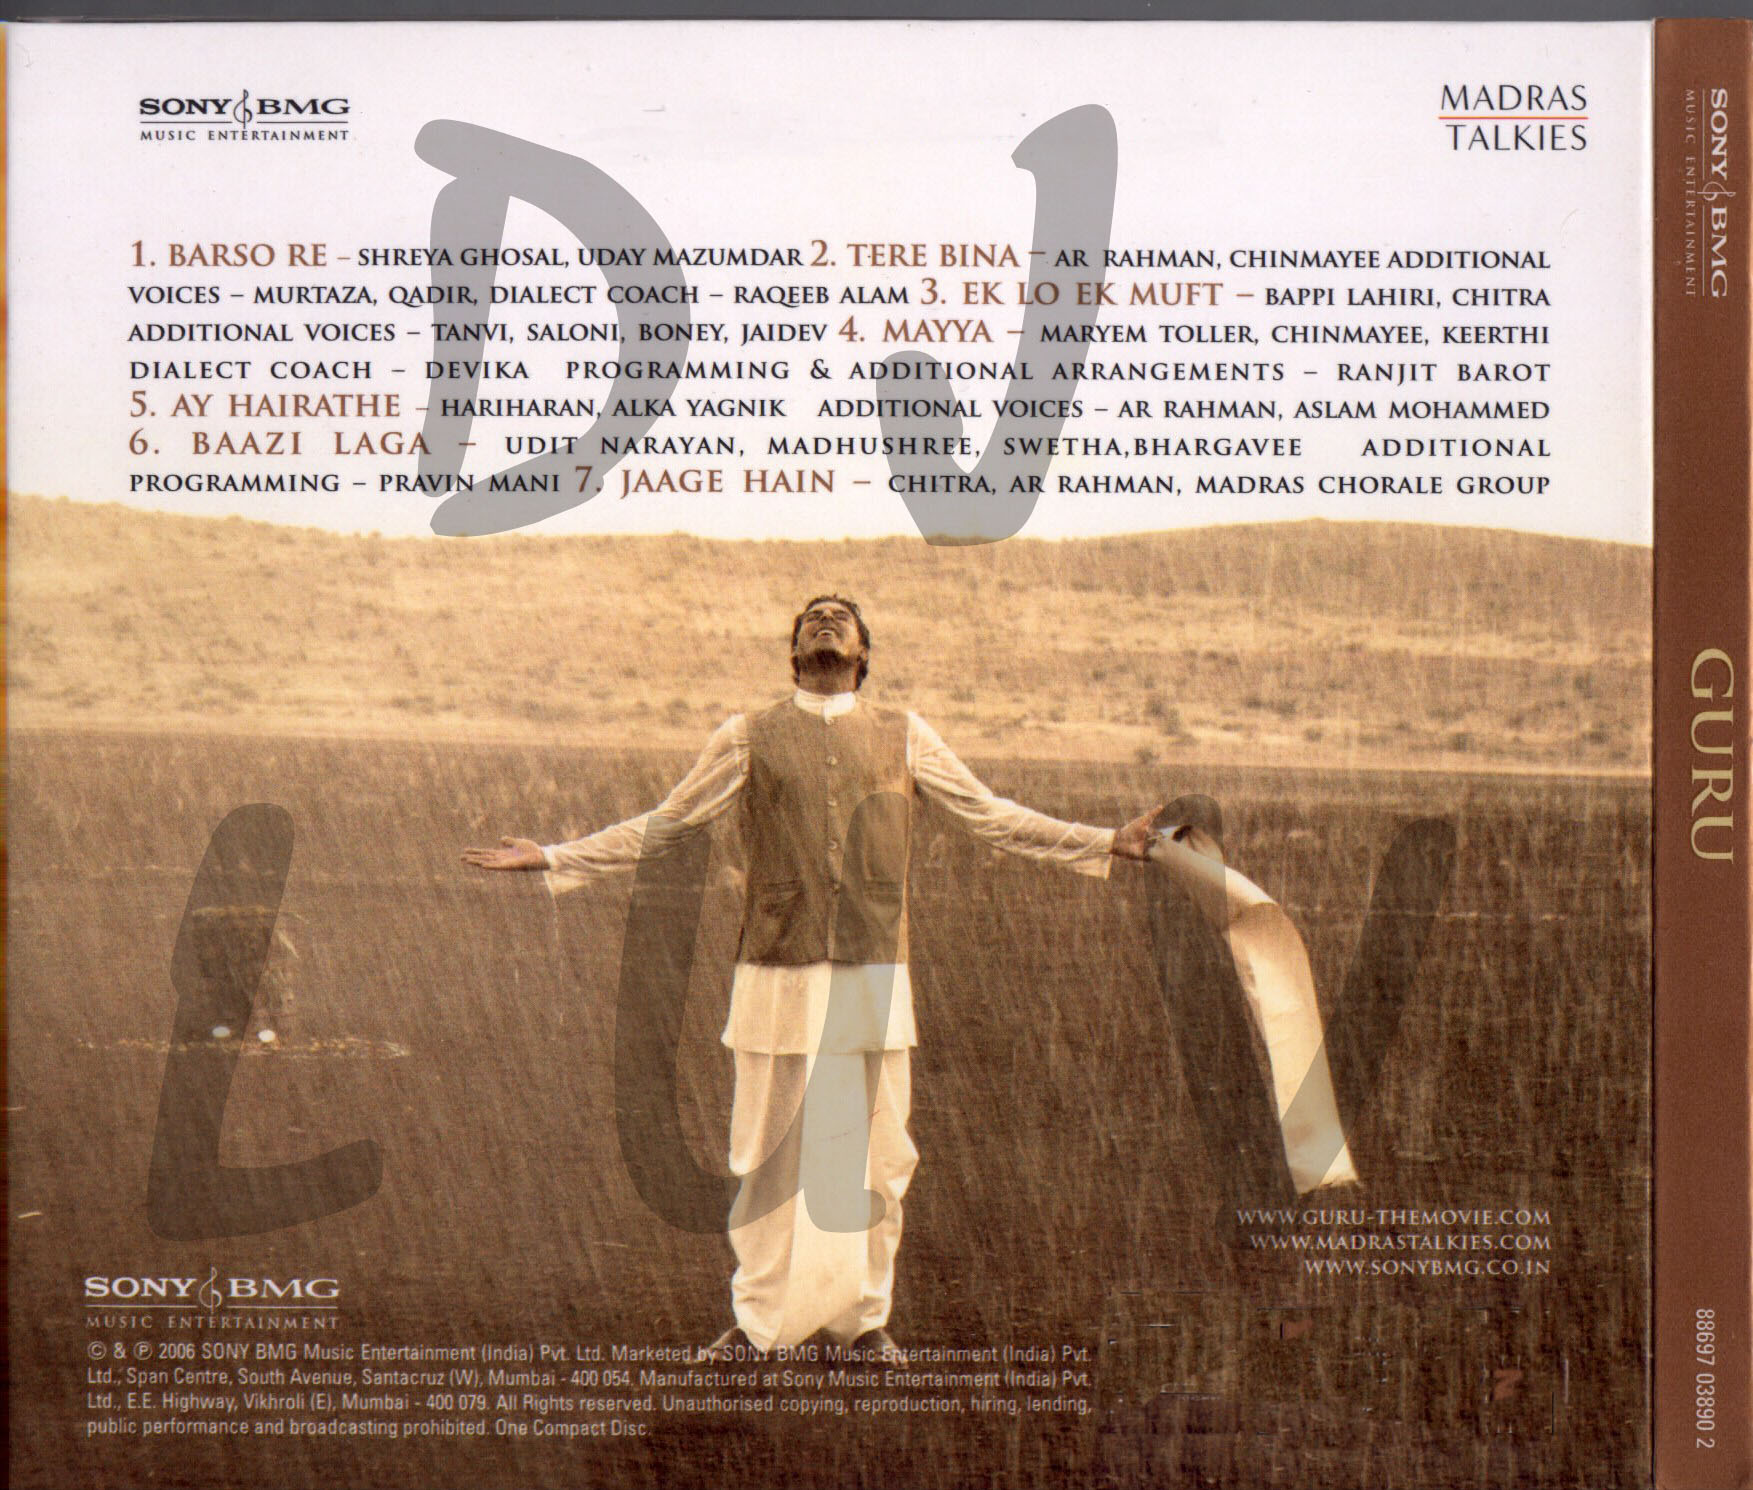 SONY BMG
MUSIC ENTERTAINMENT
MADRAS
TALKIES
1. BARSO RE – SHREYA GHOSAL, UDAY MAZUMDAR 2. TERE BINA – AR RAHMAN, CHINMAYEE ADDITIONAL
VOICES – MURTAZA, QADIR, DIALECT COACH – RAQEEB ALAM 3. EK LO EK MUFT – BAPPI LAHIRI, CHITRA
ADDITIONAL VOICES – TANVI, SALONI, BONEY, JAIDEV 4. MAYYA – MARYEM TOLLER, CHINMAYEE, KEERTHI
DIALECT COACH – DEVIKA PROGRAMMING & ADDITIONAL ARRANGEMENTS – RANJIT BAROT
5. AY HAIRATHE – HARIHARAN, ALKA YAGNIK ADDITIONAL VOICES – AR RAHMAN, ASLAM MOHAMMED
6. BAAZI LAGA – UDIT NARAYAN, MADHUSHREE, SWETHA,BHARGAVEE ADDITIONAL
PROGRAMMING – PRAVIN MANI 7. JAAGE HAIN – CHITRA, AR RAHMAN, MADRAS CHORALE GROUP
DJ
LUV
WWW.GURU-THEMOVIE.COM
WWW.MADRASTALKIES.COM
WWW.SONYBMG.CO.IN
SONY BMG
MUSIC ENTERTAINMENT
© & ℗ 2006 SONY BMG Music Entertainment (India) Pvt. Ltd. Marketed by SONY BMG Music Entertainment (India) Pvt.
Ltd., Span Centre, South Avenue, Santacruz (W), Mumbai - 400 054. Manufactured at Sony Music Entertainment (India) Pvt.
Ltd., E.E. Highway, Vikhroli (E), Mumbai - 400 079. All Rights reserved. Unauthorised copying, reproduction, hiring, lending,
public performance and broadcasting prohibited. One Compact Disc.
SONY BMG
MUSIC ENTERTAINMENT
GURU
88697 03890 2